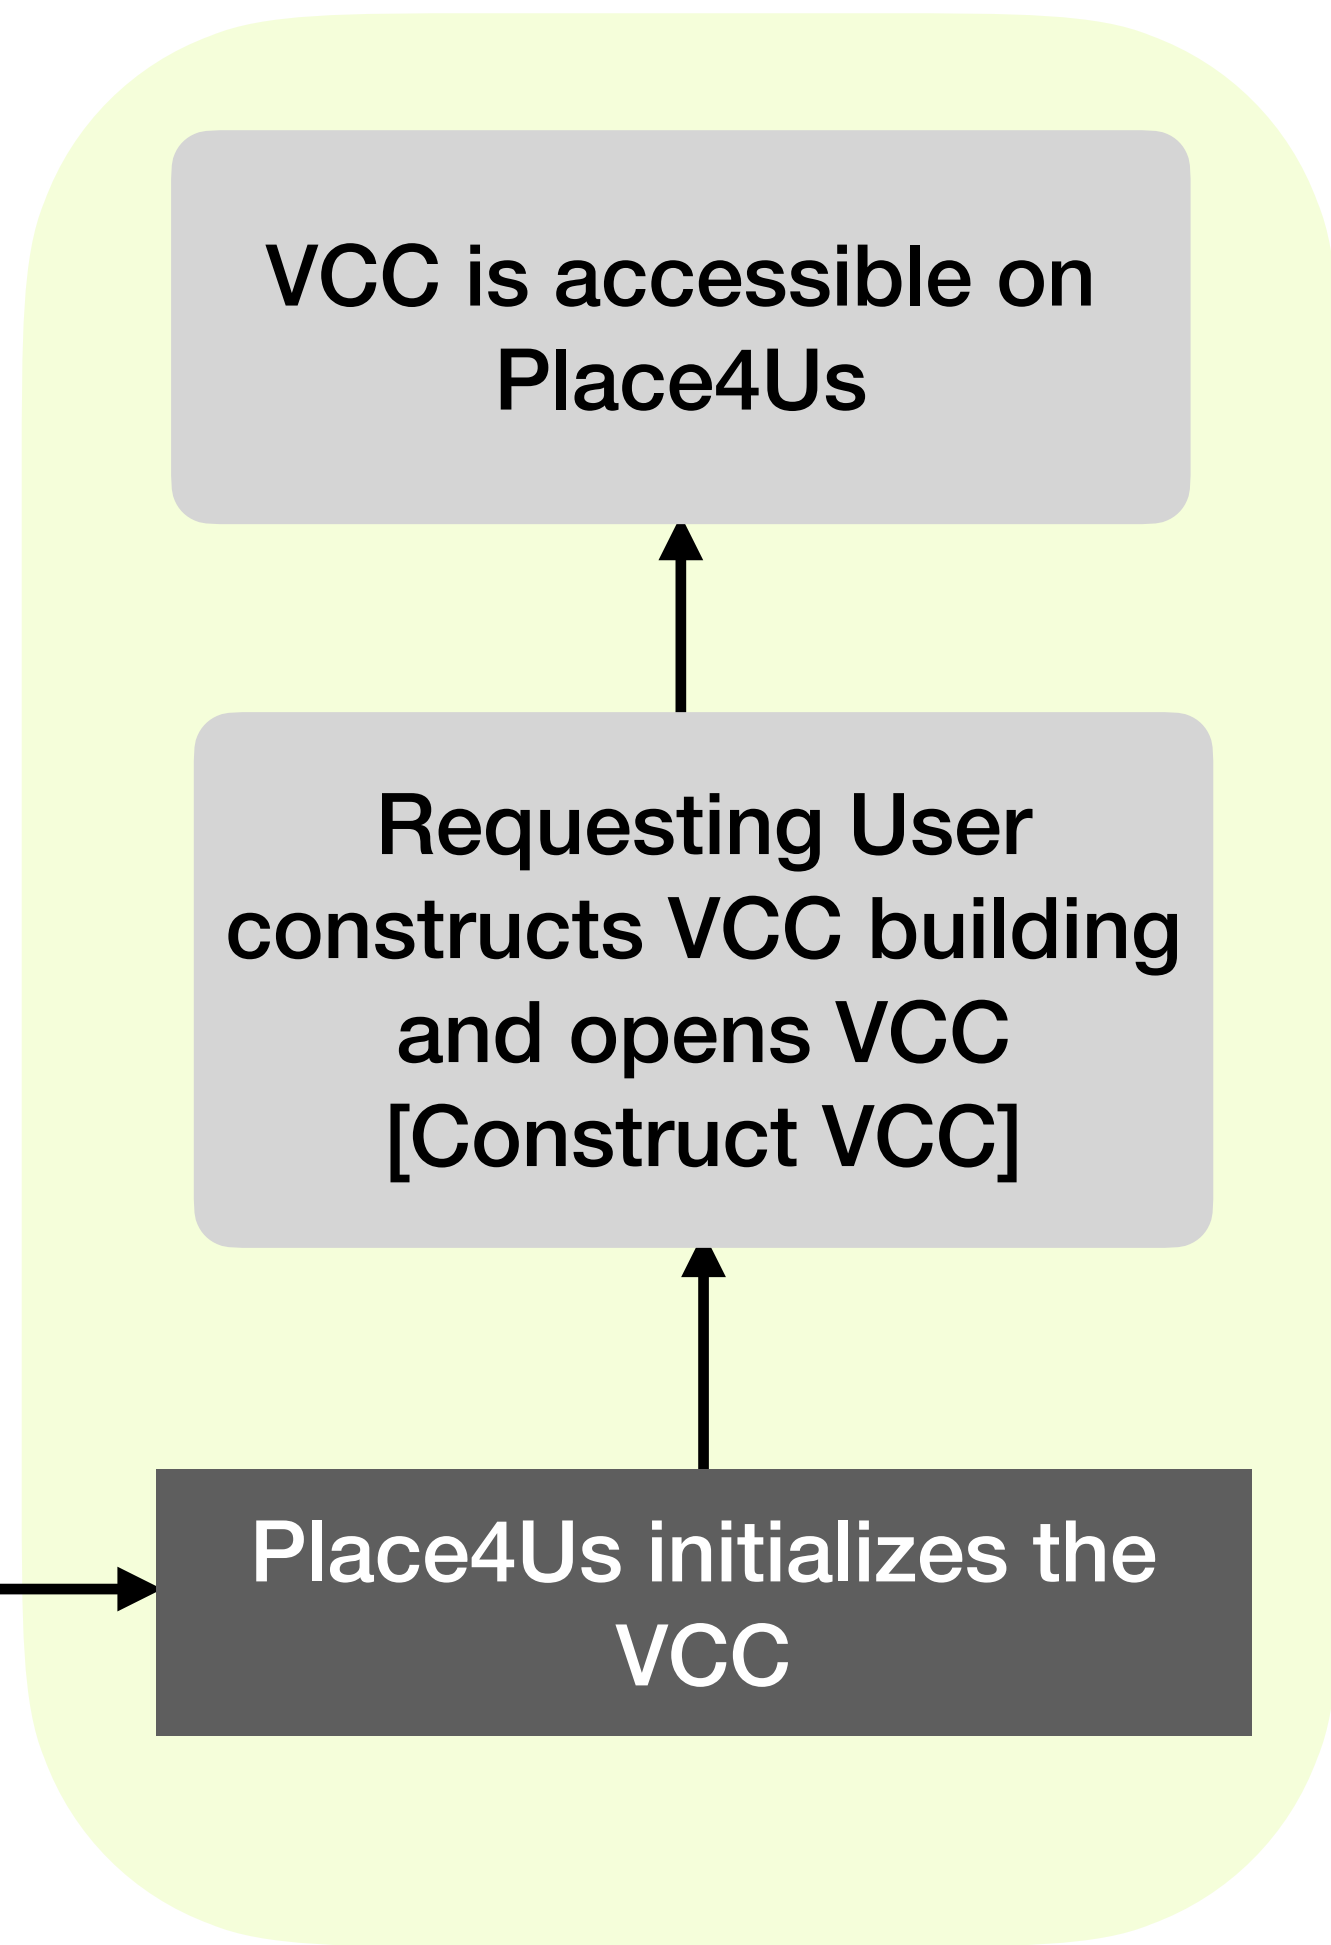 VCC is accessible on
Place4Us
Requesting User
constructs VCC building
and opens VCC
[Construct VCC]
Place4Us initializes the
VCC